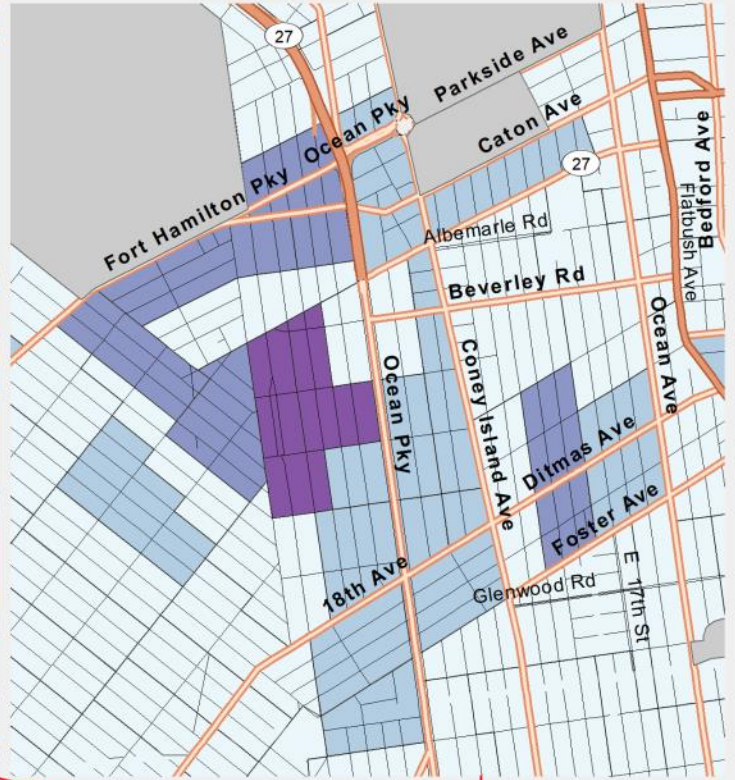 27
Parkside Ave
Ocean Pky
Caton Ave
27
Bedford Ave
Fort Hamilton Pky
Flatbush Ave
Albemarle Rd
Beverley Rd
Ocean Ave
Ocean Pky
Coney Island Ave
Ditmas Ave
Foster Ave
18th Ave
Glenwood Rd
E 17th St